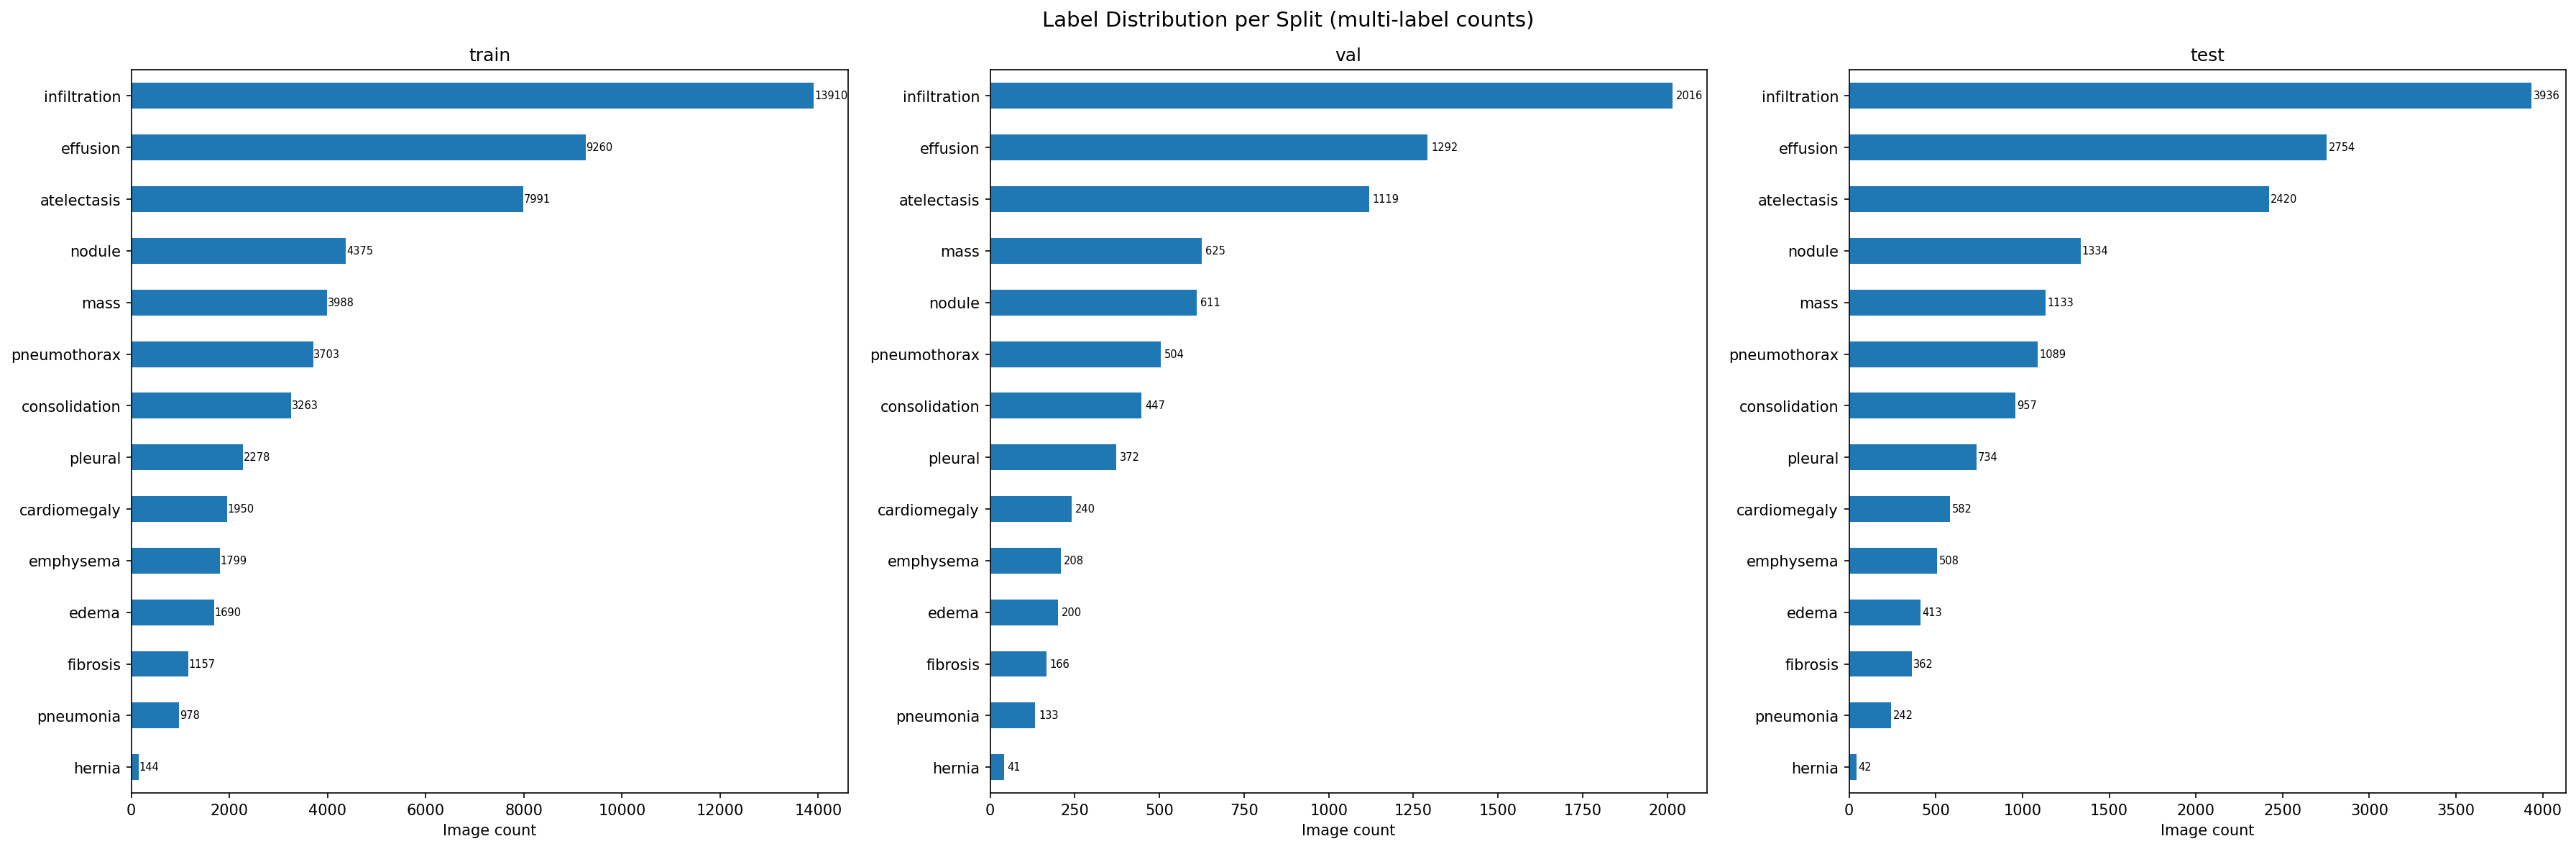 Label Distribution per Split (multi-label counts)
train
infiltration 13910
effusion 9260
atelectasis 7991
nodule 4375
mass 3988
pneumothorax 3703
consolidation 3263
pleural 2278
cardiomegaly 1950
emphysema 1799
edema 1690
fibrosis 1157
pneumonia 978
hernia 144
0 2000 4000 6000 8000 10000 12000 14000
Image count
val
infiltration 2016
effusion 1292
atelectasis 1119
mass 625
nodule 611
pneumothorax 504
consolidation 447
pleural 372
cardiomegaly 240
emphysema 208
edema 200
fibrosis 166
pneumonia 133
hernia 41
0 250 500 750 1000 1250 1500 1750 2000
Image count
test
infiltration 3936
effusion 2754
atelectasis 2420
nodule 1334
mass 1133
pneumothorax 1089
consolidation 957
pleural 734
cardiomegaly 582
emphysema 508
edema 413
fibrosis 362
pneumonia 242
hernia 42
0 500 1000 1500 2000 2500 3000 3500 4000
Image count